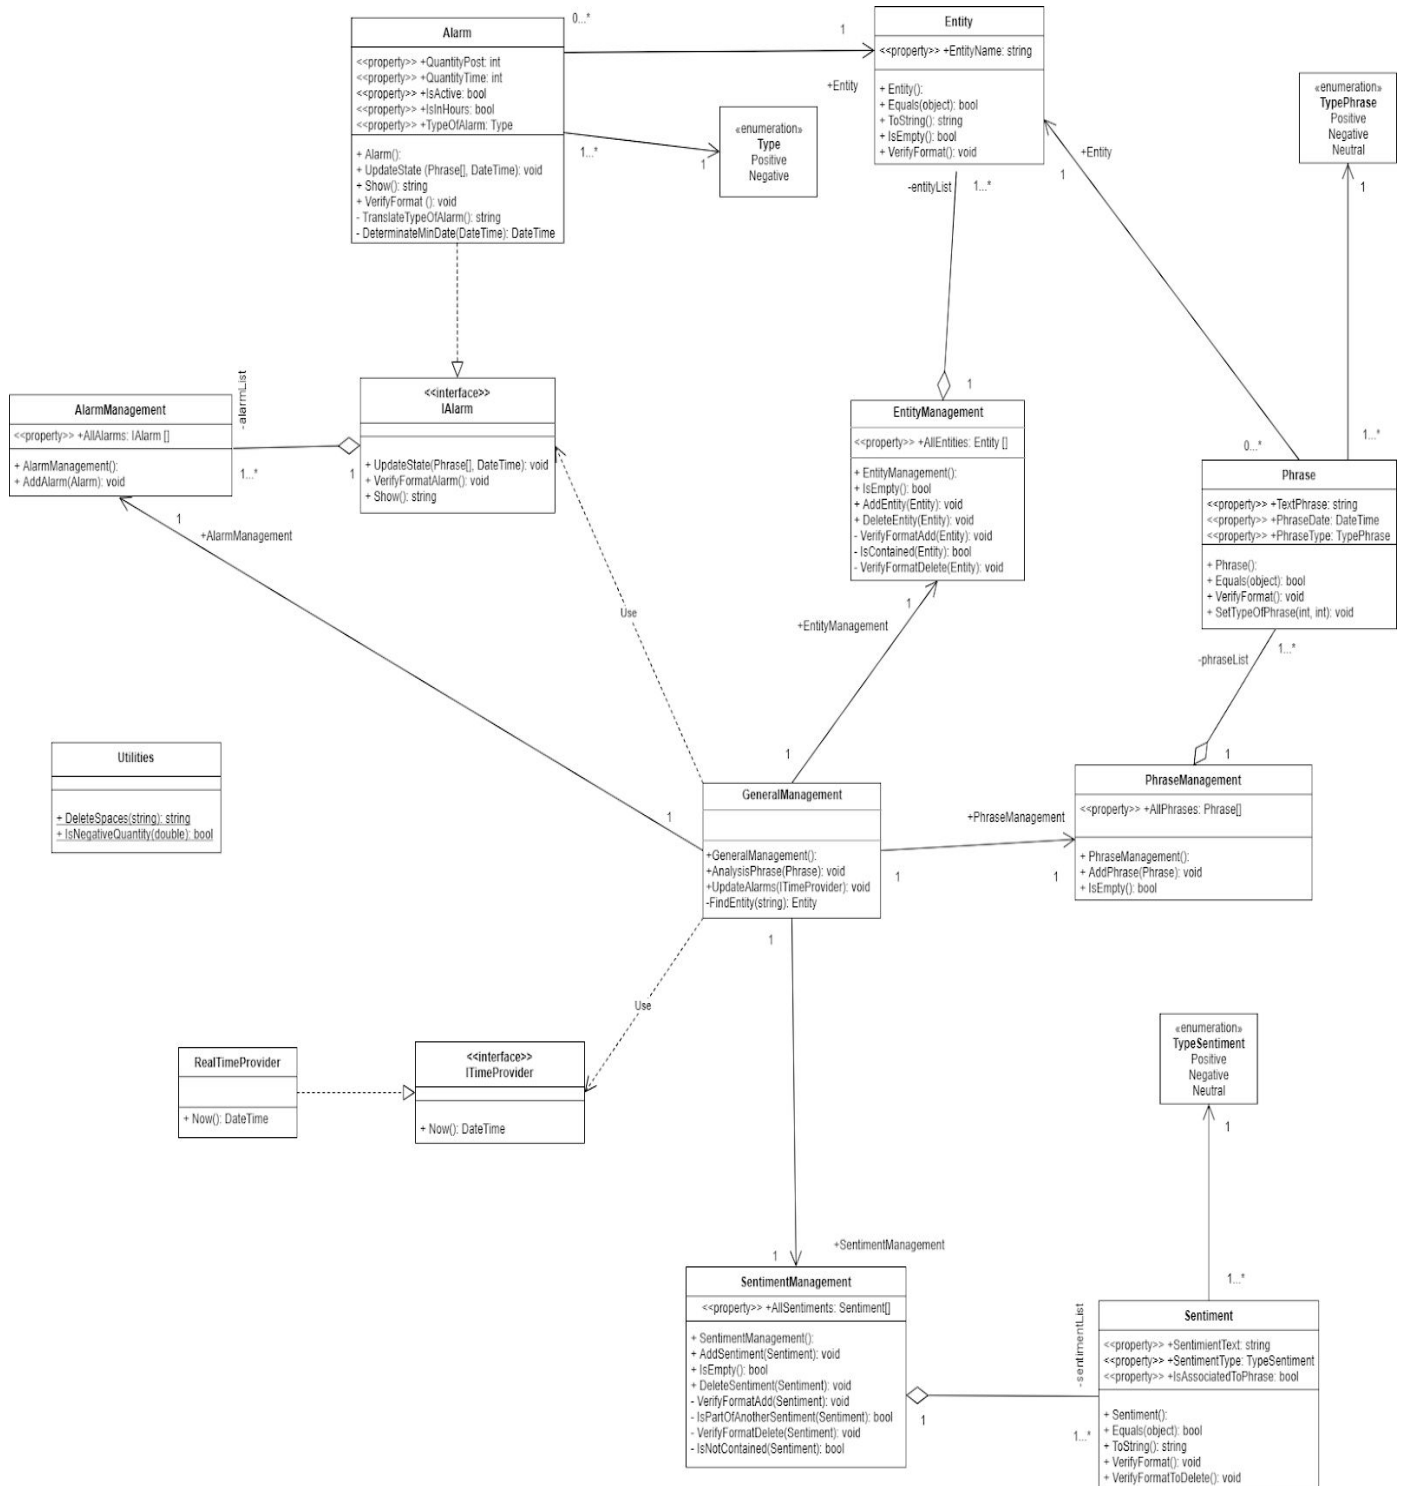 Alarm
<<property>> +QuantityPost: int
<<property>> +QuantityTime: int
<<property>> +IsActive: bool
<<property>> +IsInHours: bool
<<property>> +TypeOfAlarm: Type
+ Alarm():
+ UpdateState (Phrase[], DateTime): void
+ Show(): string
+ VerifyFormat (): void
- TranslateTypeOfAlarm(): string
- DeterminateMinDate(DateTime): DateTime
0...*
1
+Entity
1...*
1
Entity
<<property>> +EntityName: string
+ Entity():
+ Equals(object): bool
+ ToString(): string
+ IsEmpty(): bool
+ VerifyFormat(): void
«enumeration»
Type
Positive
Negative
«enumeration»
TypePhrase
Positive
Negative
Neutral
1
+Entity
1
-entityList
1...*
1
AlarmManagement
<<property>> +AllAlarms: IAlarm []
+ AlarmManagement():
+ AddAlarm(Alarm): void
-alarmList
1...*
1
<<interface>>
IAlarm
+ UpdateState(Phrase[], DateTime): void
+ VerifyFormatAlarm(): void
+ Show(): string
EntityManagement
<<property>> +AllEntities: Entity []
+ EntityManagement():
+ IsEmpty(): bool
+ AddEntity(Entity): void
+ DeleteEntity(Entity): void
- VerifyFormatAdd(Entity): void
- IsContained(Entity): bool
- VerifyFormatDelete(Entity): void
0...*
1...*
Phrase
<<property>> +TextPhrase: string
<<property>> +PhraseDate: DateTime
<<property>> +PhraseType: TypePhrase
+ Phrase():
+ Equals(object): bool
+ VerifyFormat(): void
+ SetTypeOfPhrase(int, int): void
1
+AlarmManagement
Use
1
+EntityManagement
1
-phraseList
1...*
1
Utilities
+ DeleteSpaces(string): string
+ IsNegativeQuantity(double): bool
1
GeneralManagement
+GeneralManagement():
+AnalysisPhrase(Phrase): void
+UpdateAlarms(ITimeProvider): void
-FindEntity(string): Entity
+PhraseManagement
1
1
PhraseManagement
<<property>> +AllPhrases: Phrase[]
+ PhraseManagement():
+ AddPhrase(Phrase): void
+ IsEmpty(): bool
1
Use
RealTimeProvider
+ Now(): DateTime
<<interface>>
ITimeProvider
+ Now(): DateTime
«enumeration»
TypeSentiment
Positive
Negative
Neutral
1
+SentimentManagement
1
1...*
SentimentManagement
<<property>> +AllSentiments: Sentiment[]
+ SentimentManagement():
+ AddSentiment(Sentiment): void
+ IsEmpty(): bool
+ DeleteSentiment(Sentiment): void
- VerifyFormatAdd(Sentiment): void
- IsPartOfAnotherSentiment(Sentiment): bool
- VerifyFormatDelete(Sentiment): void
- IsNotContained(Sentiment): bool
1
-sentimentList
1...*
Sentiment
<<property>> +SentimientText: string
<<property>> +SentimentType: TypeSentiment
<<property>> +IsAssociatedToPhrase: bool
+ Sentiment():
+ Equals(object): bool
+ ToString(): string
+ VerifyFormat(): void
+ VerifyFormatToDelete(): void